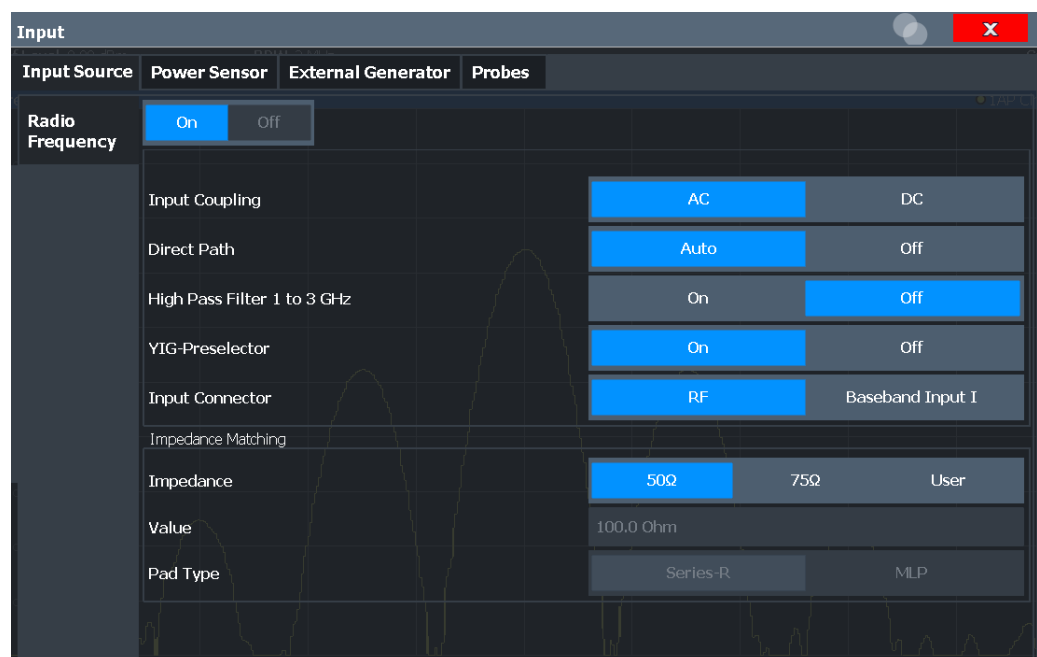 Input
X
Input Source Power Sensor External Generator Probes
1AP Cl
Radio
Frequency
On Off
Input Coupling AC DC
Direct Path Auto Off
High Pass Filter 1 to 3 GHz On Off
YIG-Preselector On Off
Input Connector RF Baseband Input I
Impedance Matching
Impedance 50Ω 75Ω User
Value 100.0 Ohm
Pad Type Series-R MLP